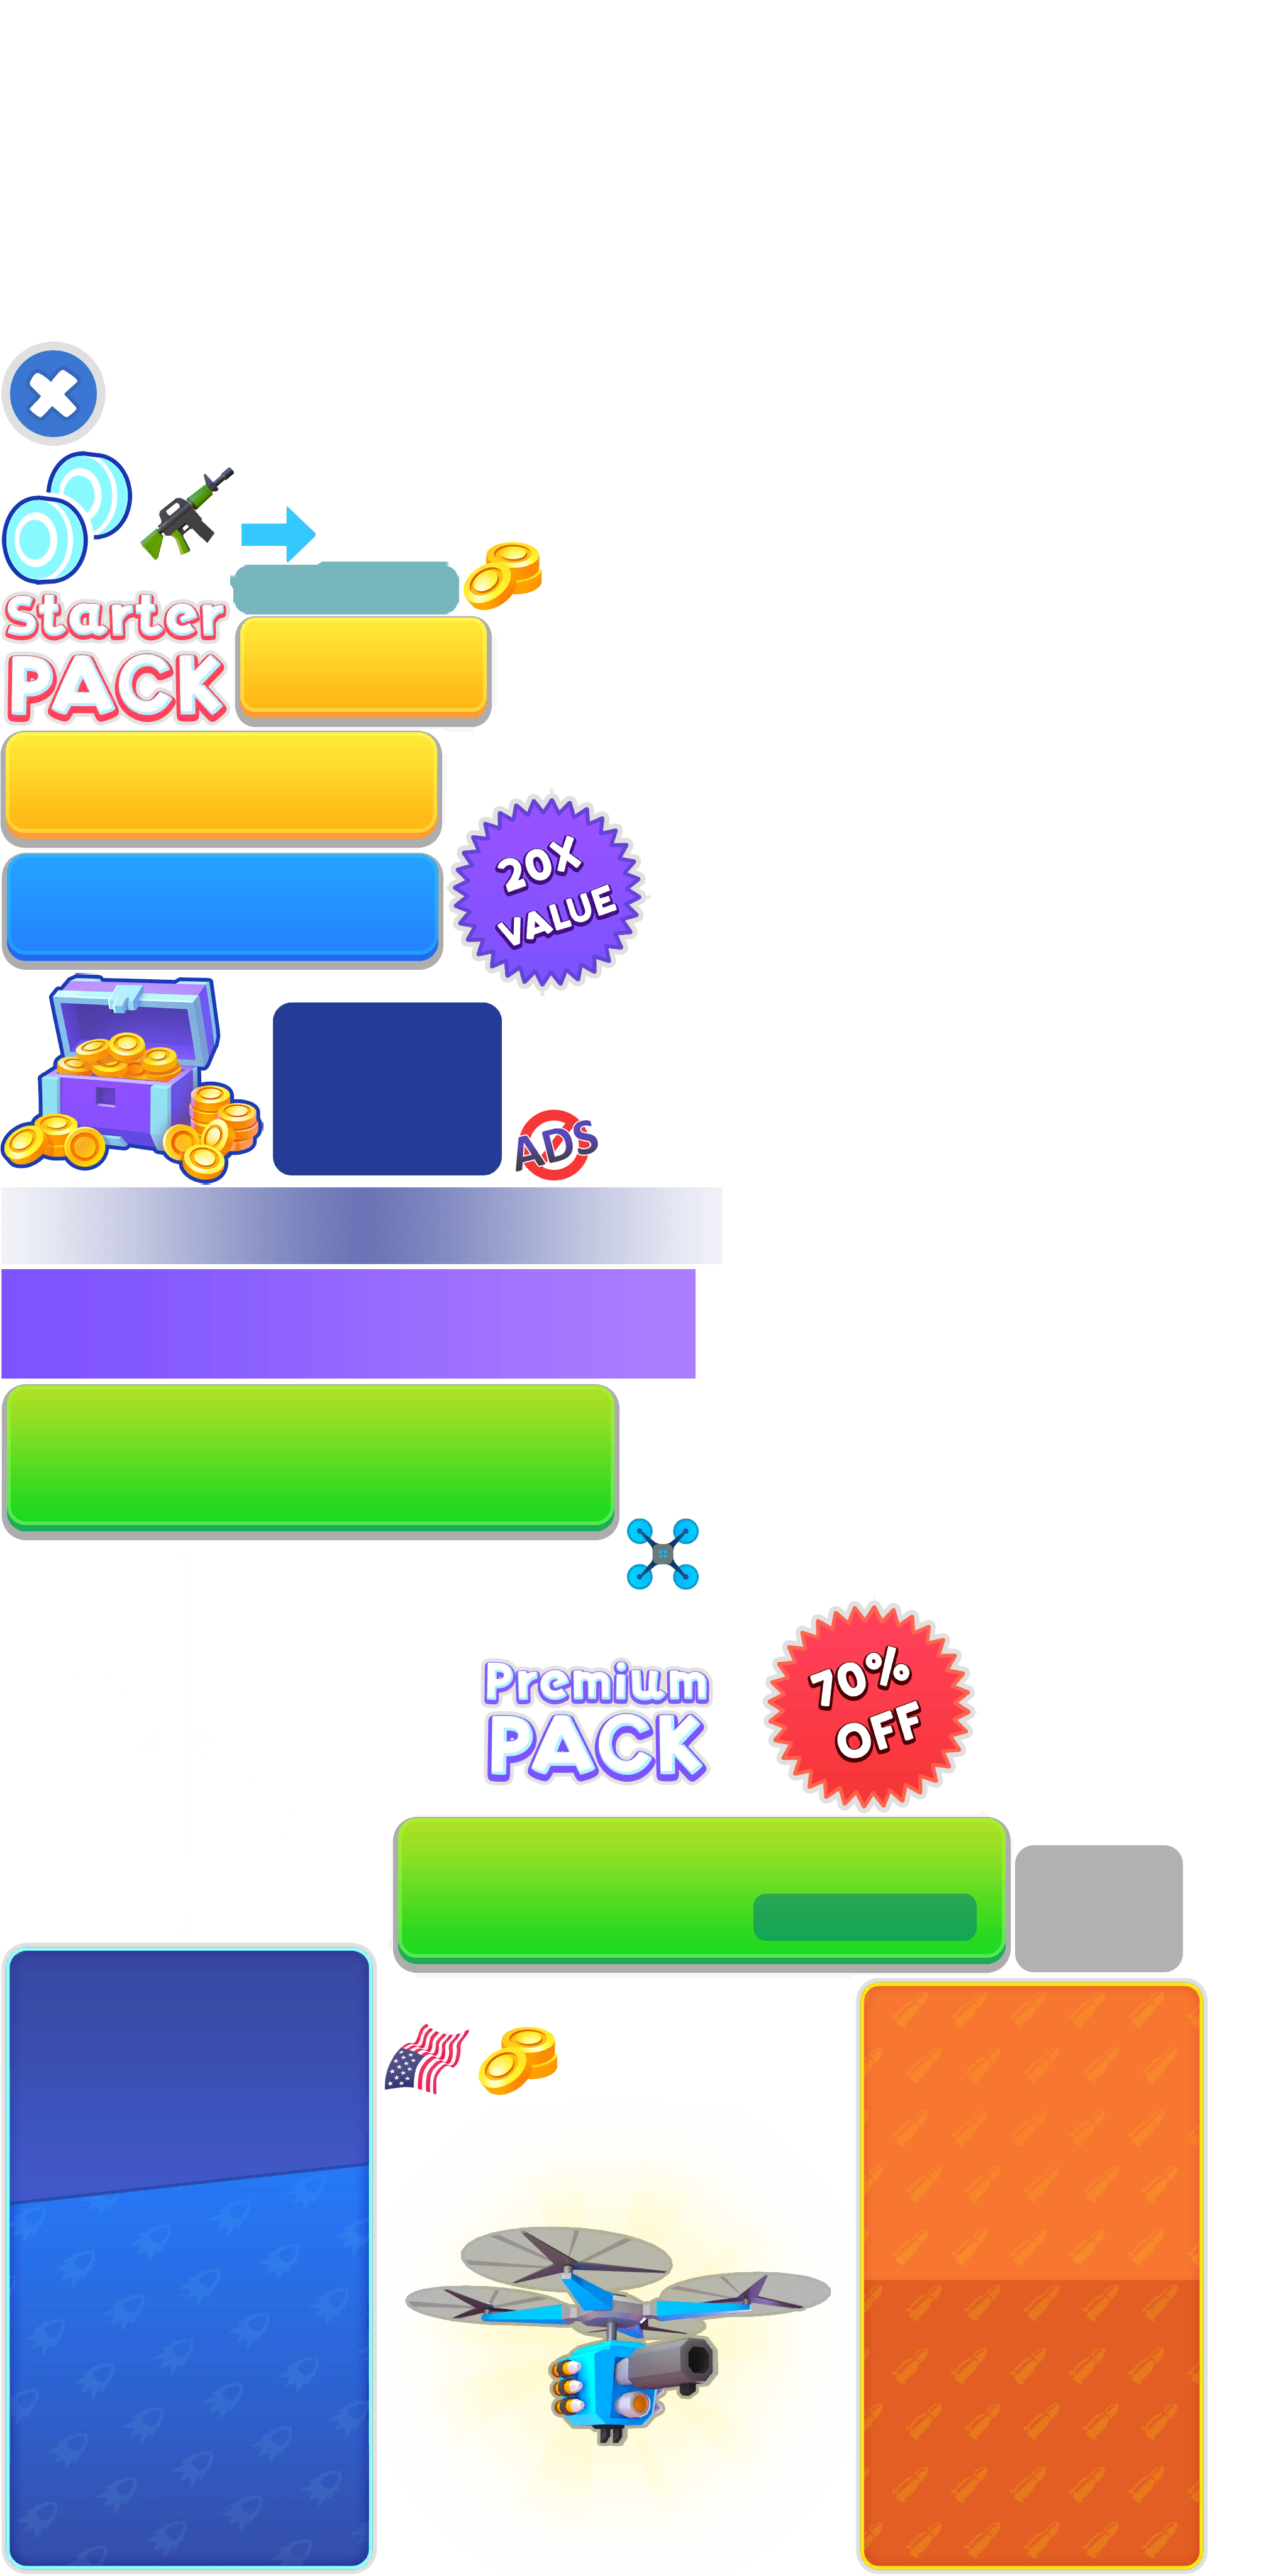 Starter
PACK
20X
VALUE
ADS
Premium
PACK
70%
OFF